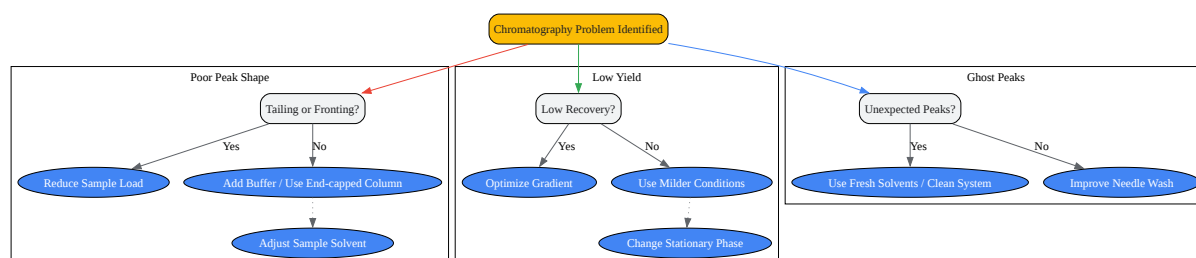 Chromatography Problem Identified
Poor Peak Shape
Low Yield
Ghost Peaks
Tailing or Fronting?
Low Recovery?
Unexpected Peaks?
Yes
No
Yes
No
Yes
No
Reduce Sample Load
Add Buffer / Use End-capped Column
Optimize Gradient
Use Milder Conditions
Use Fresh Solvents / Clean System
Improve Needle Wash
Adjust Sample Solvent
Change Stationary Phase